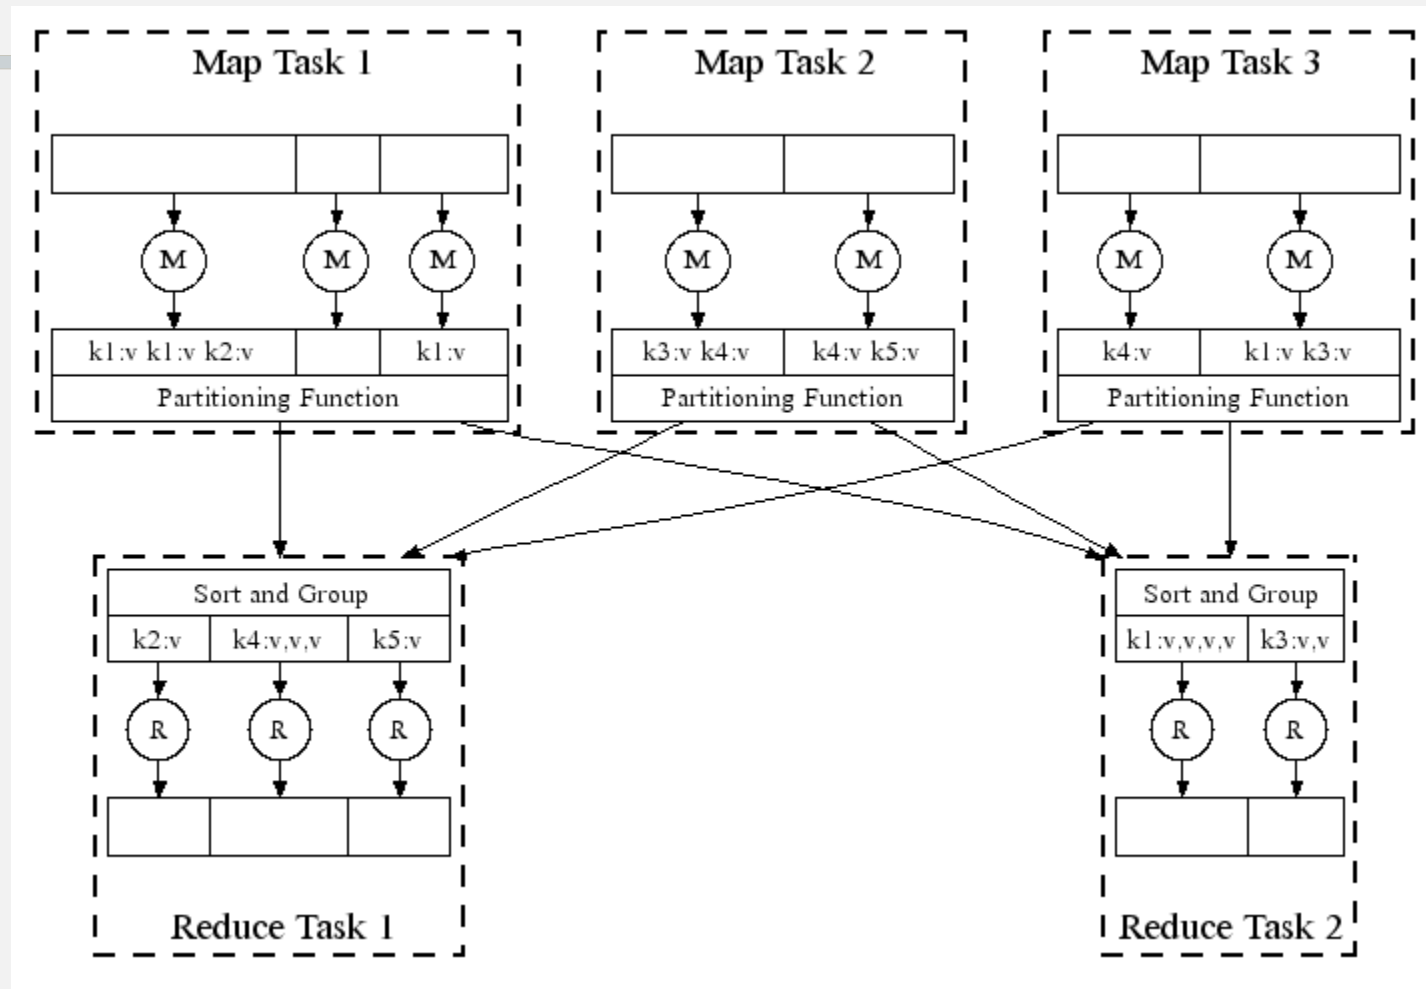 Map Task 1
Map Task 2
Map Task 3
M
M
M
M
M
M
M
k1:v k1:v k2:v
k1:v
k3:v k4:v
k4:v k5:v
k4:v
k1:v k3:v
Partitioning Function
Partitioning Function
Partitioning Function
Sort and Group
Sort and Group
k2:v
k4:v,v,v
k5:v
k1:v,v,v,v
k3:v,v
R
R
R
R
R
Reduce Task 1
Reduce Task 2